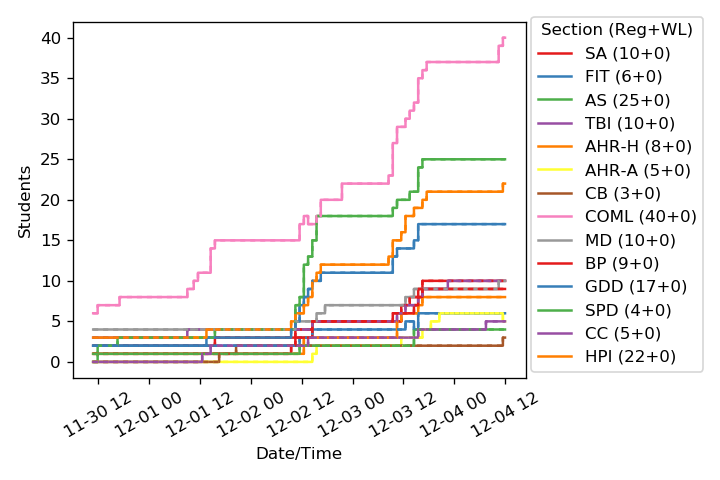 40
35
30
25
20
15
10
5
0
Students
11-30 12
12-01 00
12-01 12
12-02 00
12-02 12
12-03 00
12-03 12
12-04 00
12-04 12
Date/Time
Section (Reg+WL)
SA (10+0)
FIT (6+0)
AS (25+0)
TBI (10+0)
AHR-H (8+0)
AHR-A (5+0)
CB (3+0)
COML (40+0)
MD (10+0)
BP (9+0)
GDD (17+0)
SPD (4+0)
CC (5+0)
HPI (22+0)